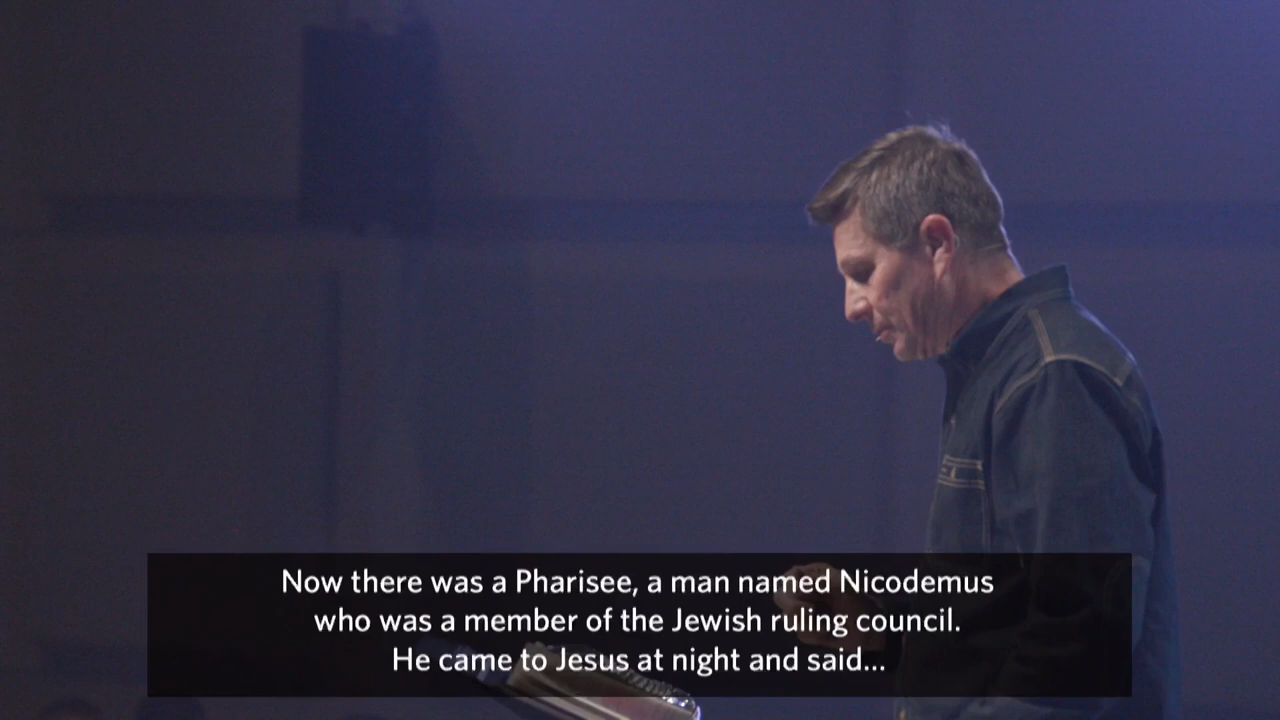 Now there was a Pharisee, a man named Nicodemus
who was a member of the Jewish ruling council.
He came to Jesus at night and said...